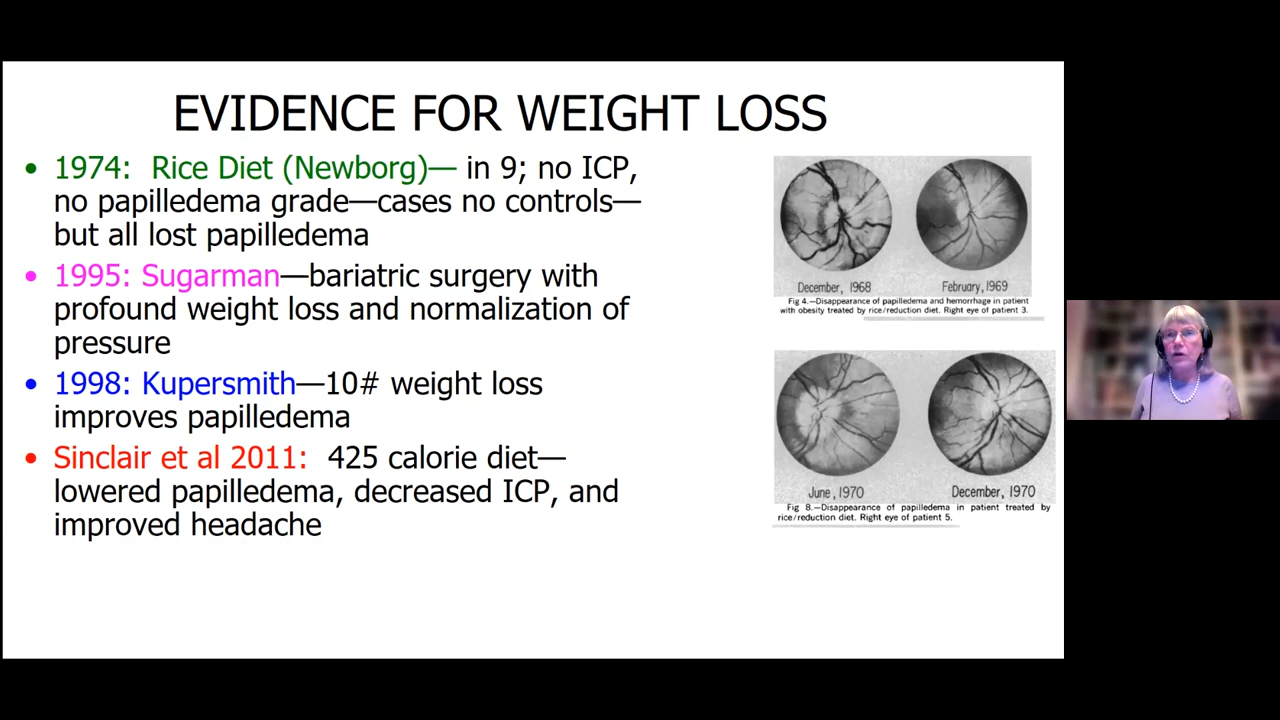 EVIDENCE FOR WEIGHT LOSS
• 1974: Rice Diet (Newborg)— in 9; no ICP,
no papilledema grade—cases no controls—
but all lost papilledema
• 1995: Sugarman—bariatric surgery with
profound weight loss and normalization of
pressure
• 1998: Kupersmith—10# weight loss
improves papilledema
• Sinclair et al 2011: 425 calorie diet—
lowered papilledema, decreased ICP, and
improved headache
December, 1968
February, 1969
Fig 4.—Disappearance of papilledema and hemorrhage in patient
with obesity treated by rice/reduction diet. Right eye of patient 3.
June, 1970
December, 1970
Fig 8.—Disappearance of papilledema in patient treated by
rice/reduction diet. Right eye of patient 5.